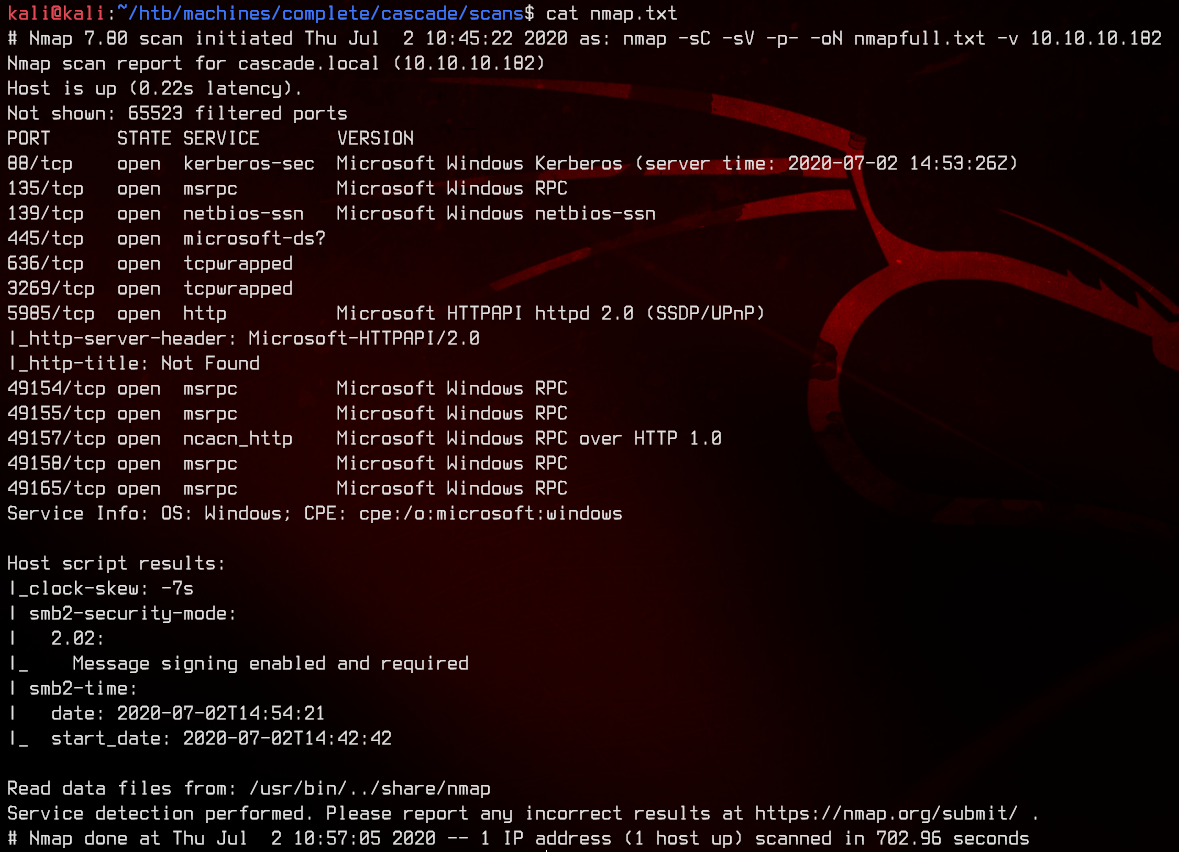 kali@kali:~/htb/machines/complete/cascade/scans$ cat nmap.txt
# Nmap 7.80 scan initiated Thu Jul  2 10:45:22 2020 as: nmap -sC -sV -p- -oN nmapfull.txt -v 10.10.10.182
Nmap scan report for cascade.local (10.10.10.182)
Host is up (0.22s latency).
Not shown: 65523 filtered ports
PORT      STATE SERVICE       VERSION
88/tcp    open  kerberos-sec  Microsoft Windows Kerberos (server time: 2020-07-02 14:53:26Z)
135/tcp   open  msrpc         Microsoft Windows RPC
139/tcp   open  netbios-ssn   Microsoft Windows netbios-ssn
445/tcp   open  microsoft-ds?
636/tcp   open  tcpwrapped
3269/tcp  open  tcpwrapped
5985/tcp  open  http          Microsoft HTTPAPI httpd 2.0 (SSDP/UPnP)
|_http-server-header: Microsoft-HTTPAPI/2.0
|_http-title: Not Found
49154/tcp open  msrpc         Microsoft Windows RPC
49155/tcp open  msrpc         Microsoft Windows RPC
49157/tcp open  ncacn_http    Microsoft Windows RPC over HTTP 1.0
49158/tcp open  msrpc         Microsoft Windows RPC
49165/tcp open  msrpc         Microsoft Windows RPC
Service Info: OS: Windows; CPE: cpe:/o:microsoft:windows

Host script results:
|_clock-skew: -7s
| smb2-security-mode:
|   2.02:
|_    Message signing enabled and required
| smb2-time:
|   date: 2020-07-02T14:54:21
|_  start_date: 2020-07-02T14:42:42

Read data files from: /usr/bin/../share/nmap
Service detection performed. Please report any incorrect results at https://nmap.org/submit/ .
# Nmap done at Thu Jul  2 10:57:05 2020 -- 1 IP address (1 host up) scanned in 702.96 seconds